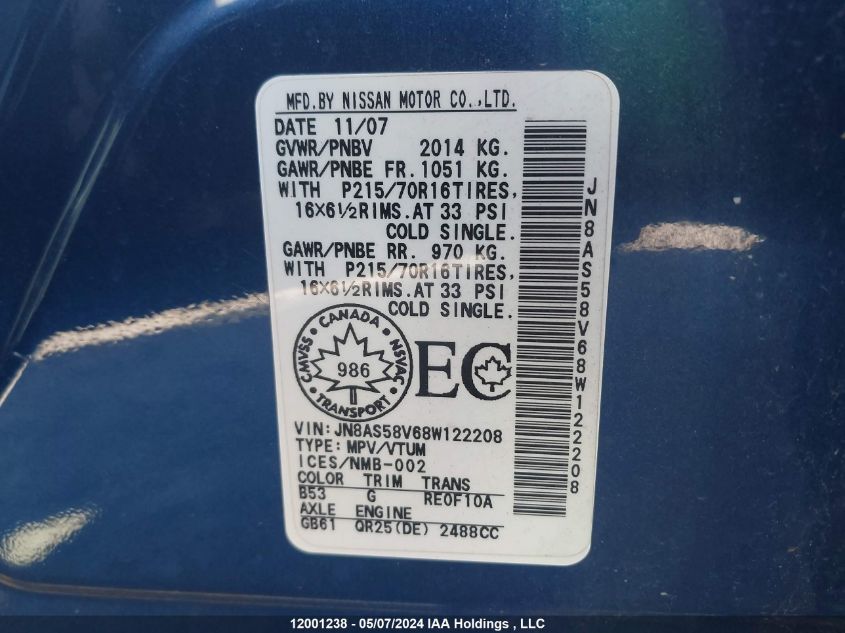 MFD.BY NISSAN MOTOR CO.,LTD.
DATE 11/07
GVWR/PNBV 2014 KG.
GAWR/PNBE FR.1051 KG.
WITH P215/70R16TIRES,
16X6½RIMS.AT 33 PSI
COLD SINGLE.
GAWR/PNBE RR. 970 KG.
WITH P215/70R16TIRES,
16X6½RIMS.AT 33 PSI
COLD SINGLE.
CANADA
CMVSS NSVAC
986
TRANSPORT
EC
VIN:JN8AS58V68W122208
TYPE:MPV/VTUM
ICES/NMB-002
COLOR TRIM TRANS
B53 G RE0F10A
AXLE ENGINE
GB61 QR25(DE) 2488CC
JN8AS58V68W122208
12001238 - 05/07/2024 IAA Holdings , LLC